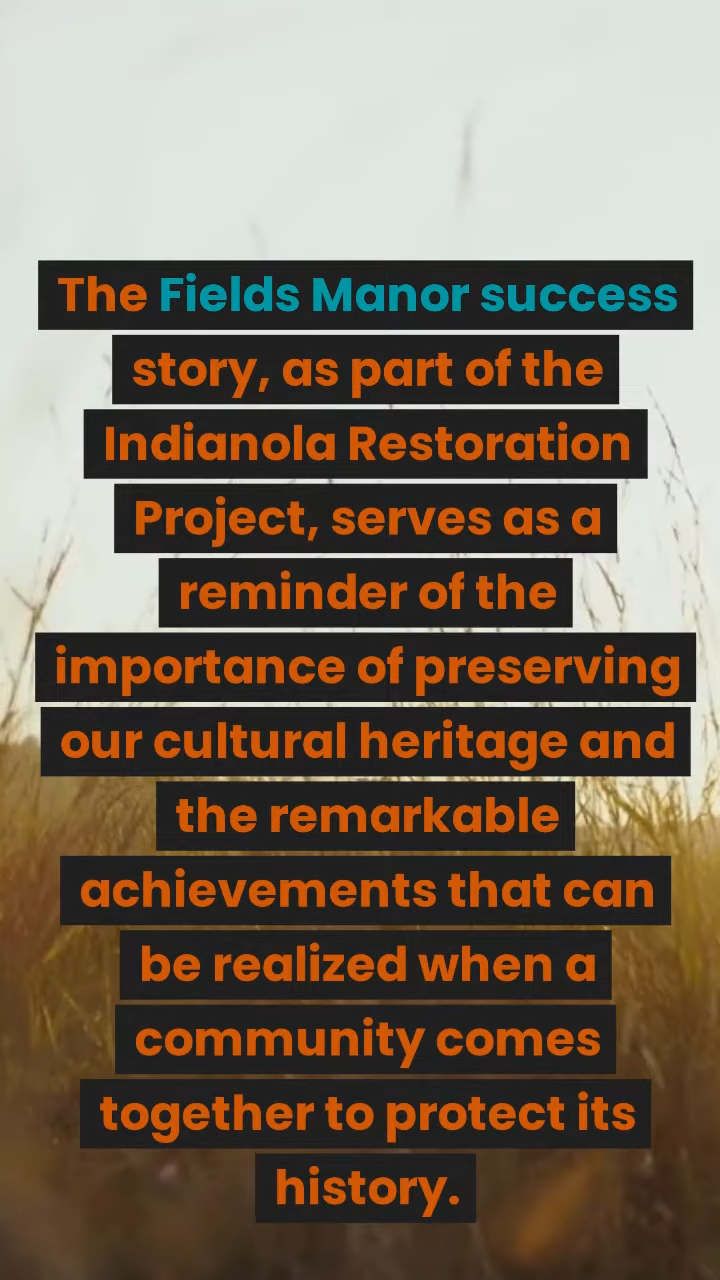 The Fields Manor success
story, as part of the
Indianola Restoration
Project, serves as a
reminder of the
importance of preserving
our cultural heritage and
the remarkable
achievements that can
be realized when a
community comes
together to protect its
history.